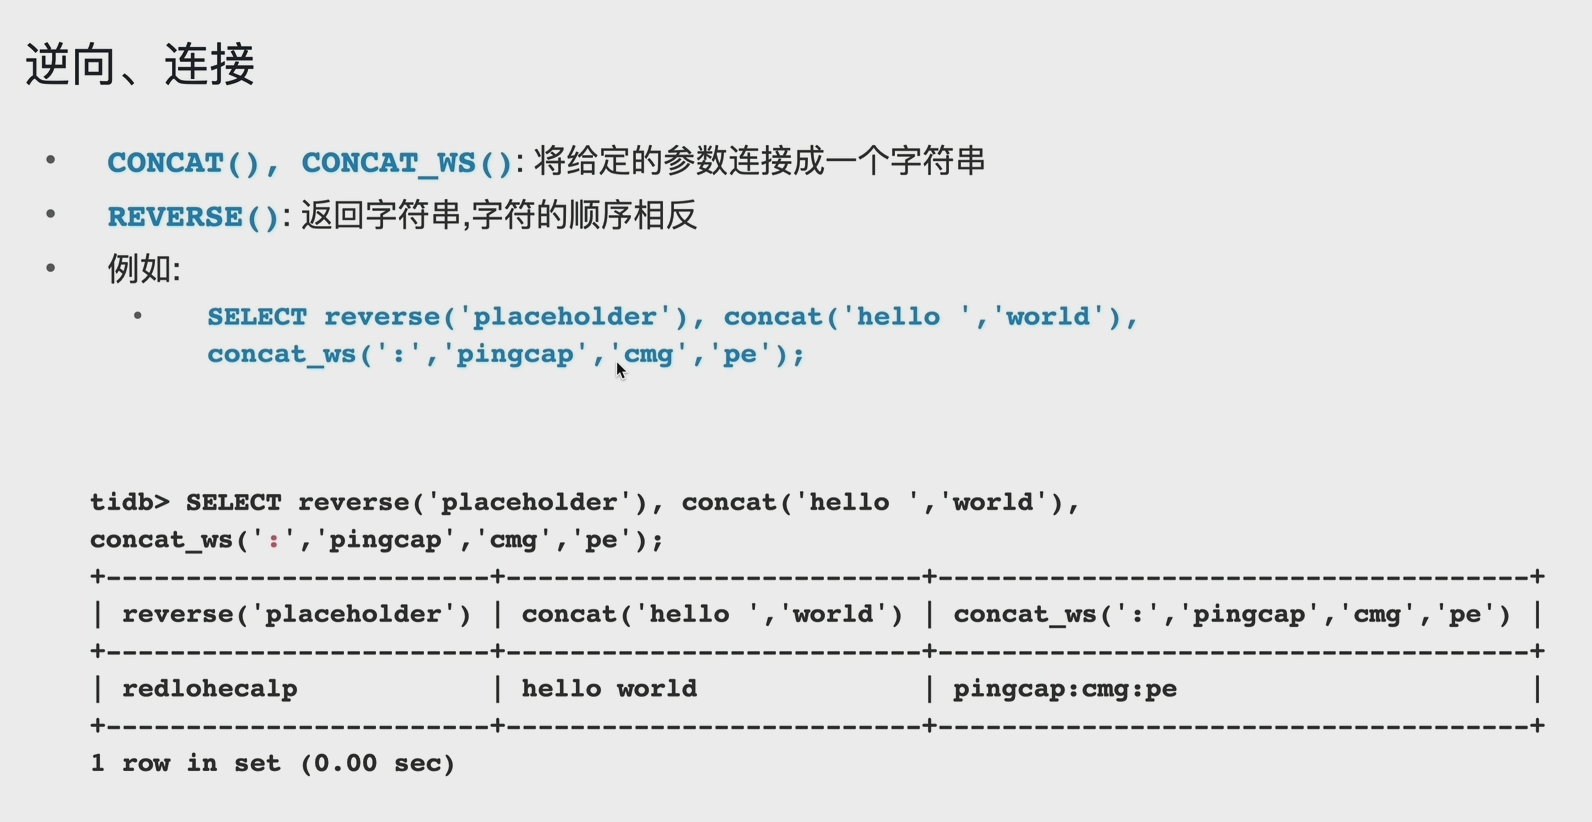 逆向、连接
• CONCAT(), CONCAT_WS(): 将给定的参数连接成一个字符串
• REVERSE(): 返回字符串,字符的顺序相反
• 例如:
• SELECT reverse('placeholder'), concat('hello ','world'),
concat_ws(':','pingcap','cmg','pe');
tidb> SELECT reverse('placeholder'), concat('hello ','world'),
concat_ws(':','pingcap','cmg','pe');
+------------------------+--------------------------+-------------------------------------+
| reverse('placeholder') | concat('hello ','world') | concat_ws(':','pingcap','cmg','pe') |
+------------------------+--------------------------+-------------------------------------+
| redlohecalp            | hello world              | pingcap:cmg:pe                      |
+------------------------+--------------------------+-------------------------------------+
1 row in set (0.00 sec)